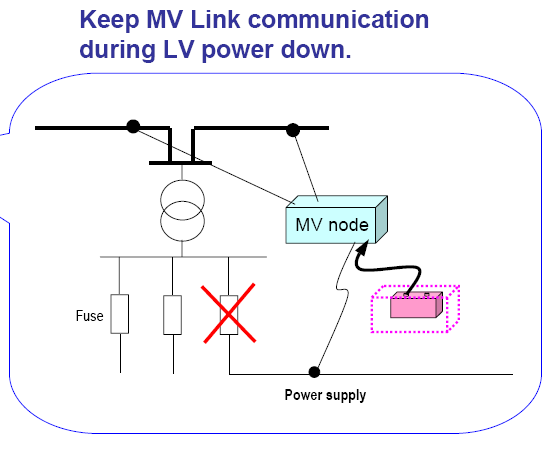 Keep MV Link communication
during LV power down.
MV node
Fuse
Power supply